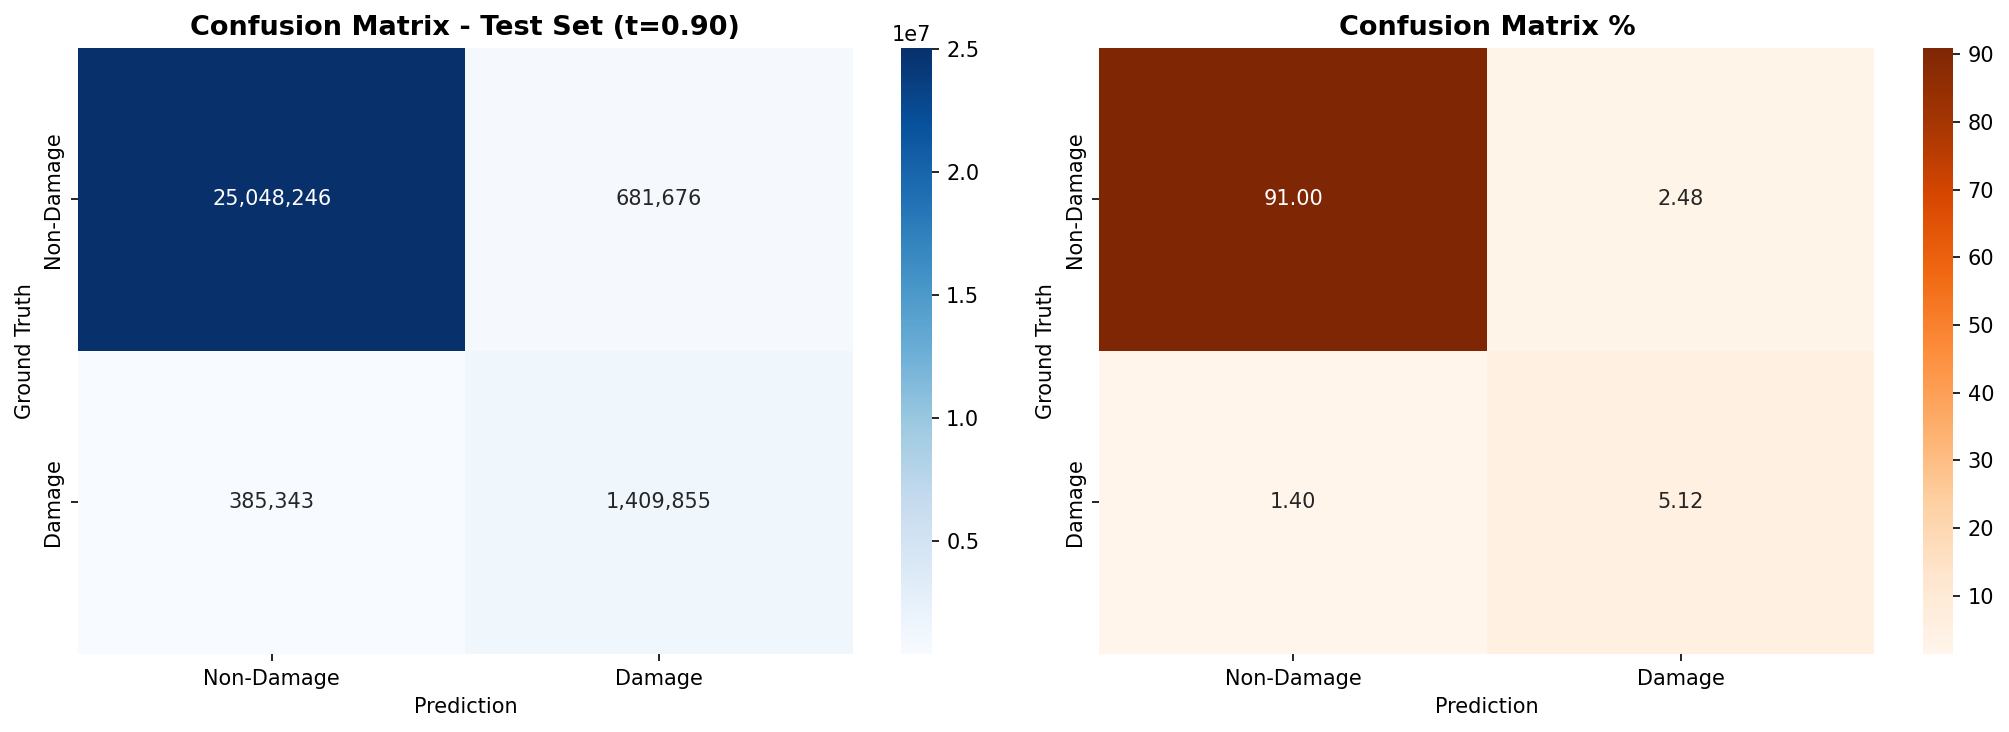 Confusion Matrix - Test Set (t=0.90)
1e7
Ground Truth
Non-Damage
Damage
25,048,246
681,676
385,343
1,409,855
Non-Damage
Damage
Prediction
2.5
2.0
1.5
1.0
0.5
Confusion Matrix %
Ground Truth
Non-Damage
Damage
91.00
2.48
1.40
5.12
Non-Damage
Damage
Prediction
90
80
70
60
50
40
30
20
10